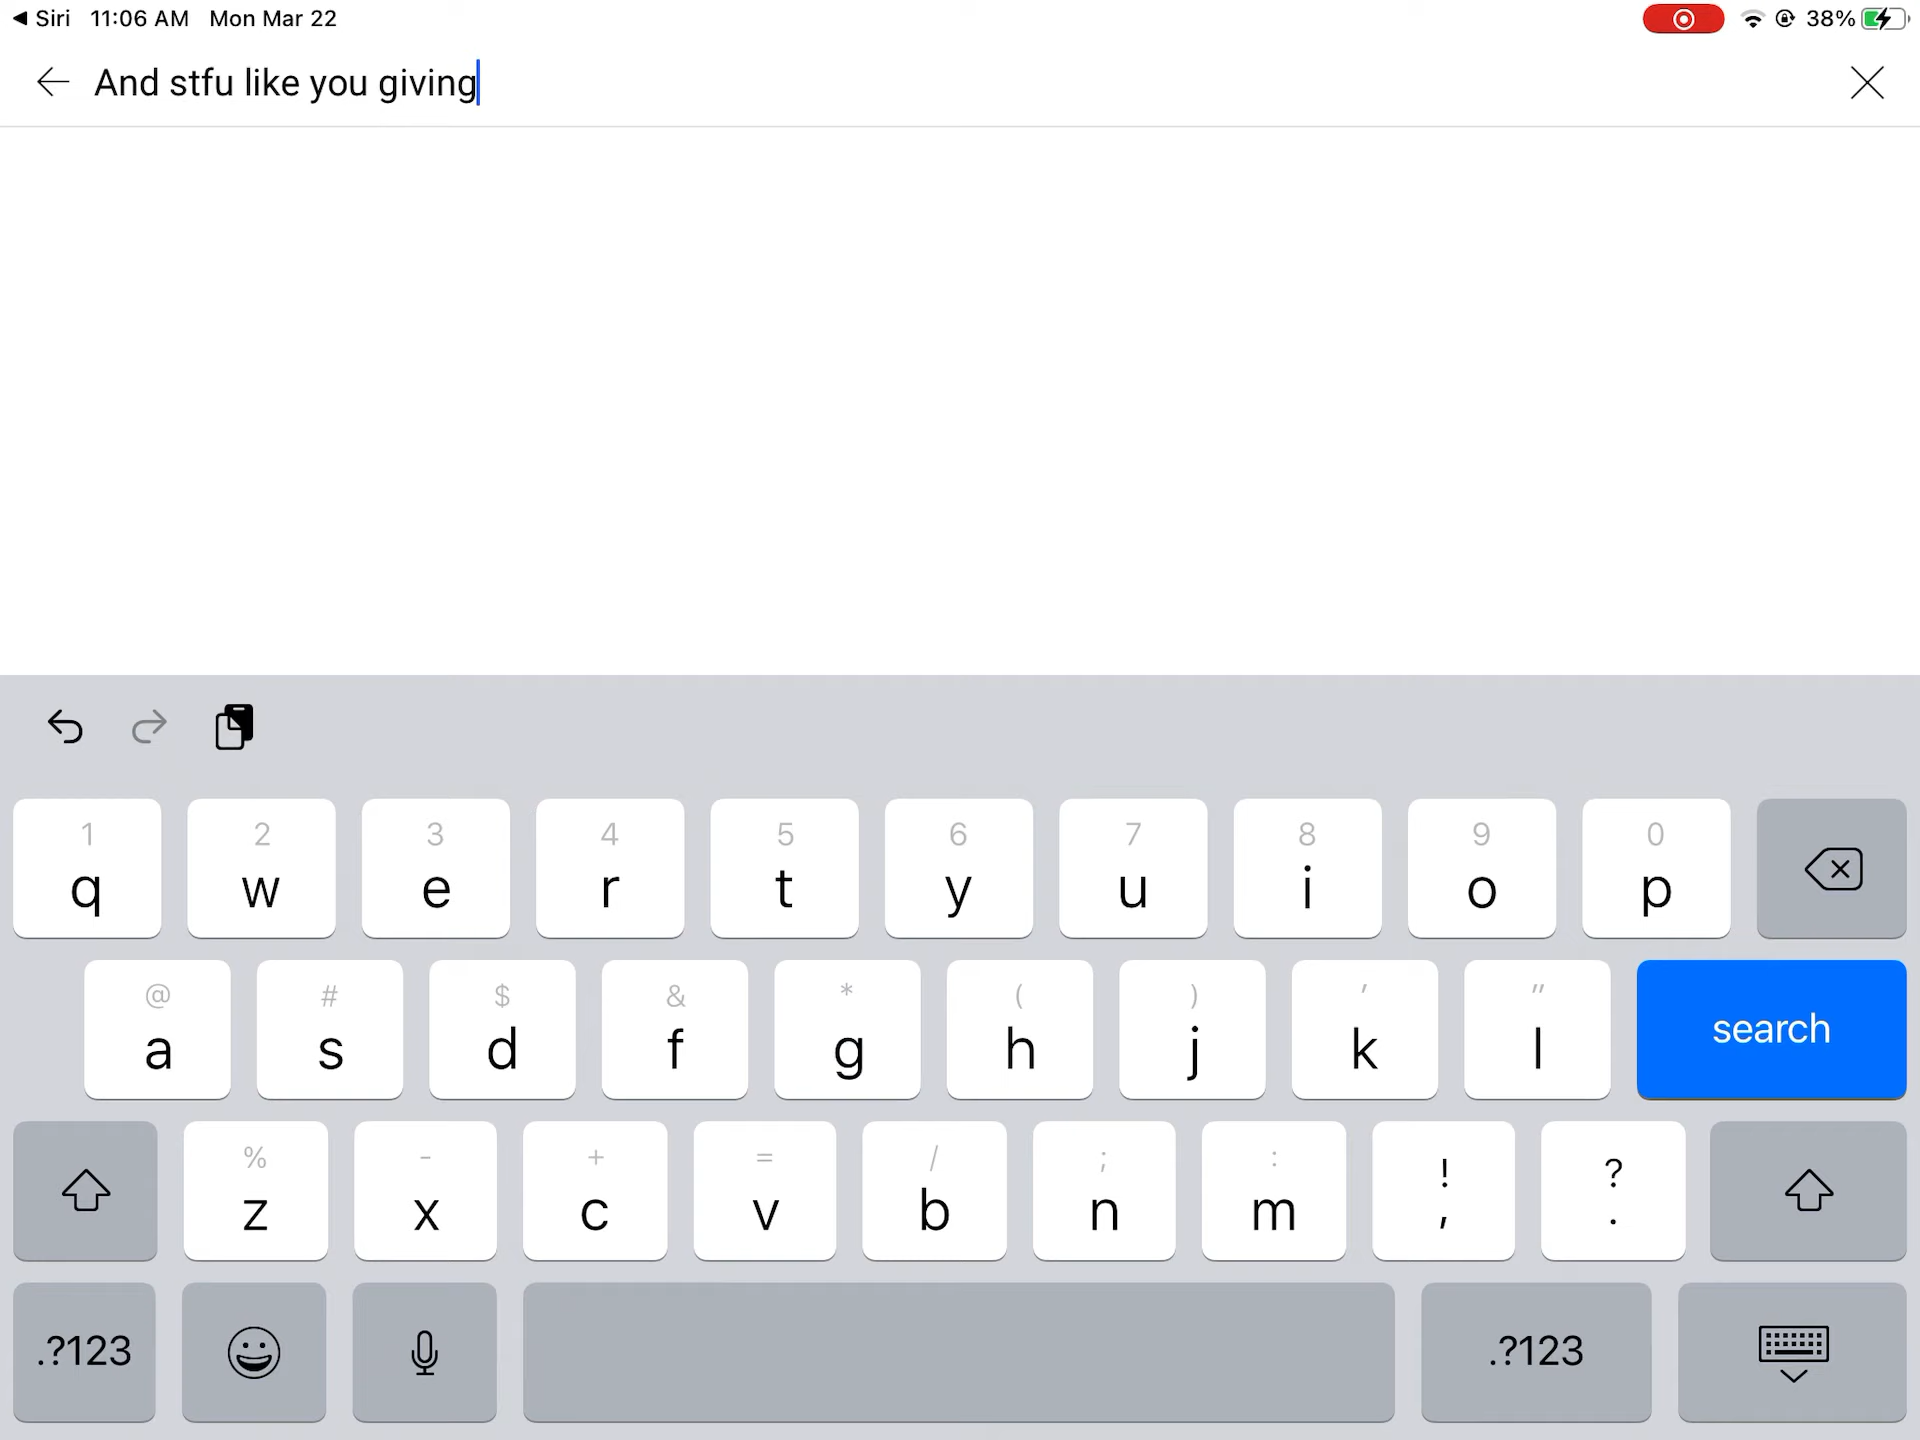 Siri 11:06 AM Mon Mar 22 38%
And stfu like you giving
1 2 3 4 5 6 7 8 9 0
q w e r t y u i o p
@ # $ & * ( ) ' "
a s d f g h j k l search
% - + = / ; : ! ?
z x c v b n m , .
.?123 .?123